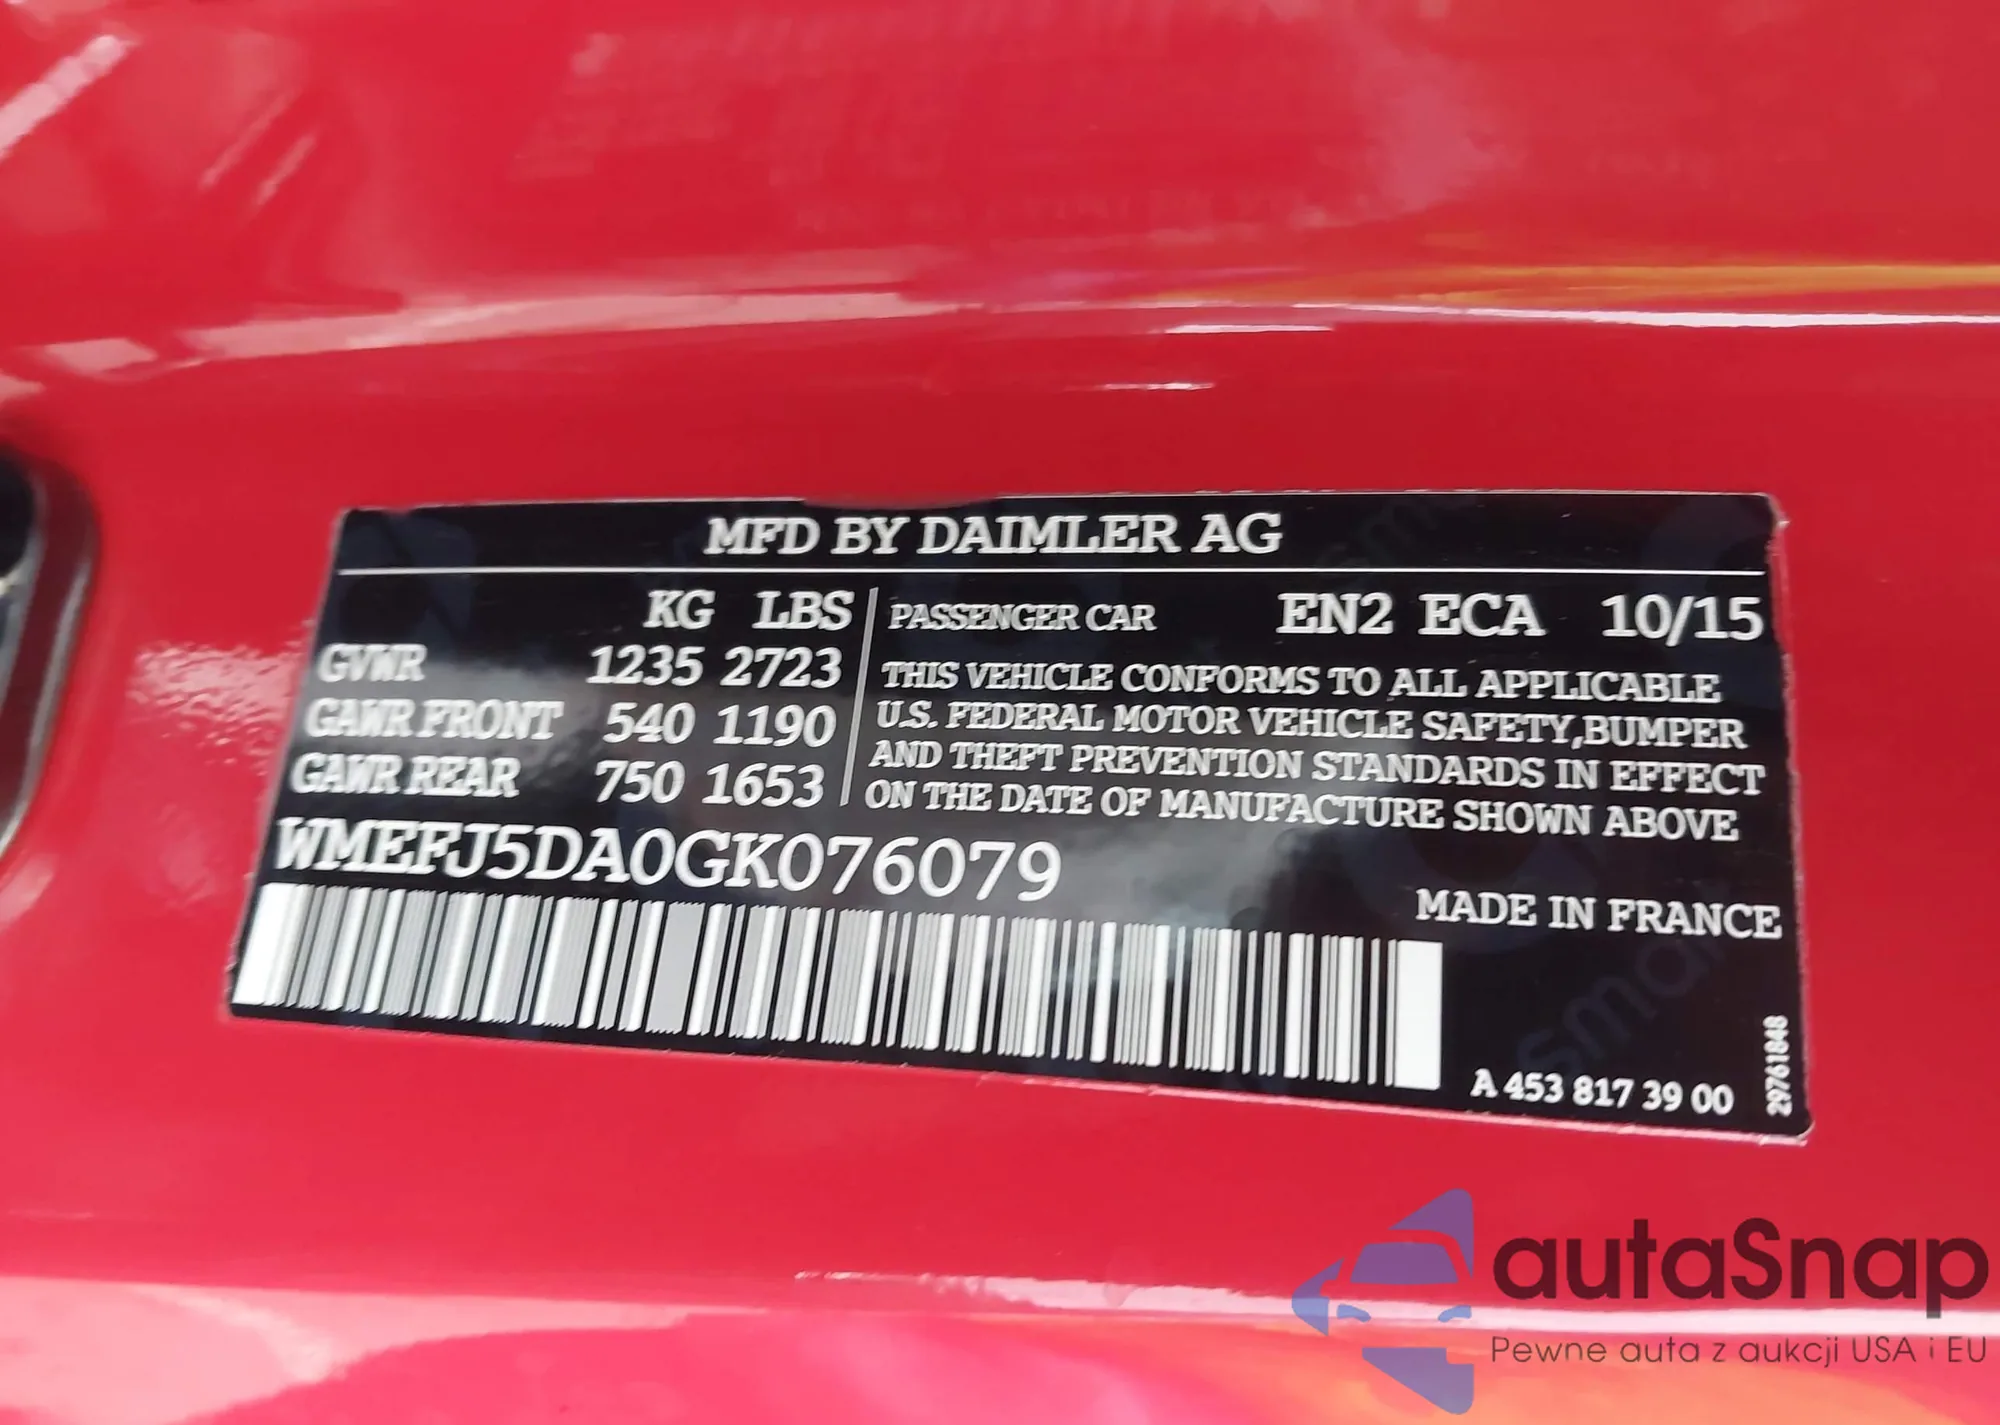 MFD BY DAIMLER AG
KG LBS
GVWR 1235 2723
GAWR FRONT 540 1190
GAWR REAR 750 1653
PASSENGER CAR EN2 ECA 10/15
THIS VEHICLE CONFORMS TO ALL APPLICABLE
U.S. FEDERAL MOTOR VEHICLE SAFETY,BUMPER
AND THEFT PREVENTION STANDARDS IN EFFECT
ON THE DATE OF MANUFACTURE SHOWN ABOVE
WMEFJ5DA0GK076079
MADE IN FRANCE
A 453 817 39 00
29761848
smart
autaSnap
Pewne auta z aukcji USA i EU